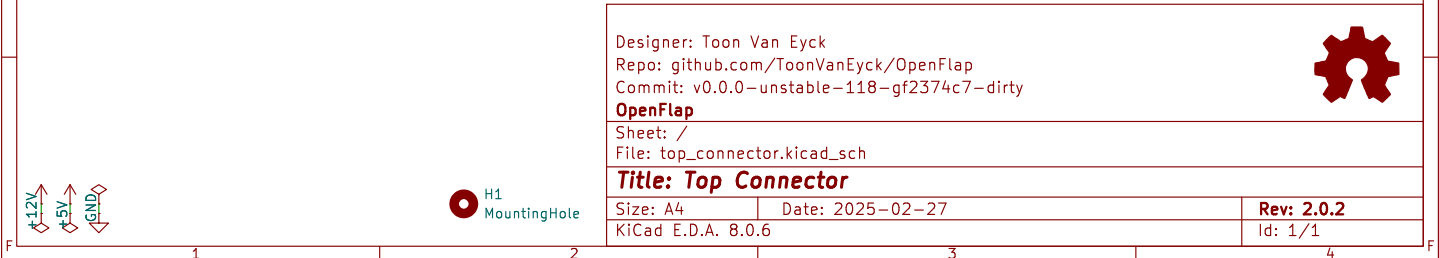 Designer: Toon Van Eyck
Repo: github.com/ToonVanEyck/OpenFlap
Commit: v0.0.0-unstable-118-gf2374c7-dirty
OpenFlap
Sheet: /
File: top_connector.kicad_sch
Title: Top Connector
Size: A4 Date: 2025-02-27 Rev: 2.0.2
KiCad E.D.A. 8.0.6 Id: 1/1
+12V
+5V
GND
H1
MountingHole
F F
1 2 3 4